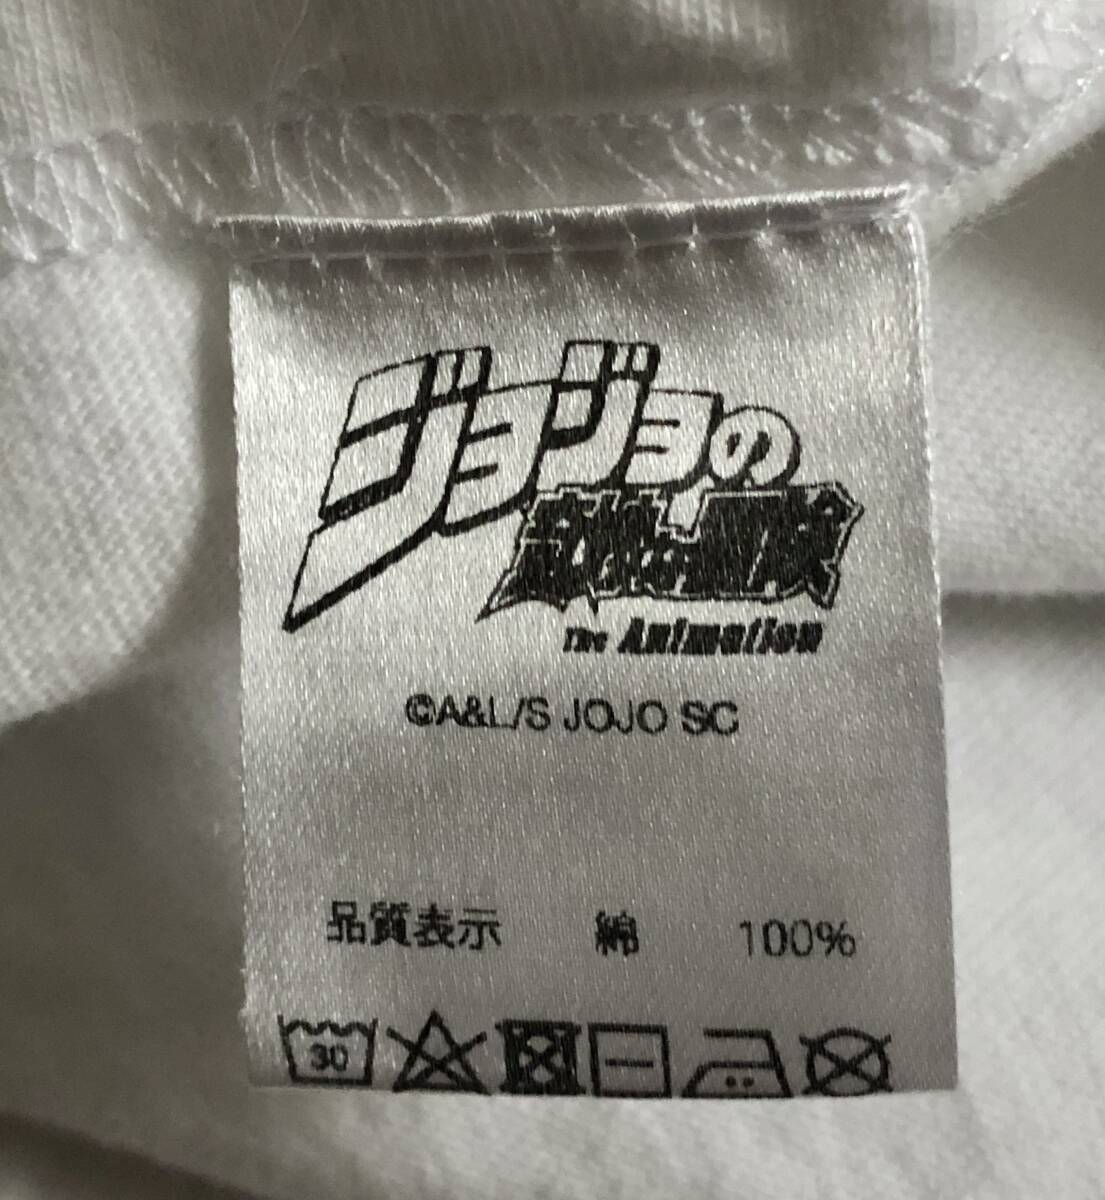 ジョジョの
奇妙な冒険
The Animation
©A&L/S JOJO SC
品質表示 綿 100%
30